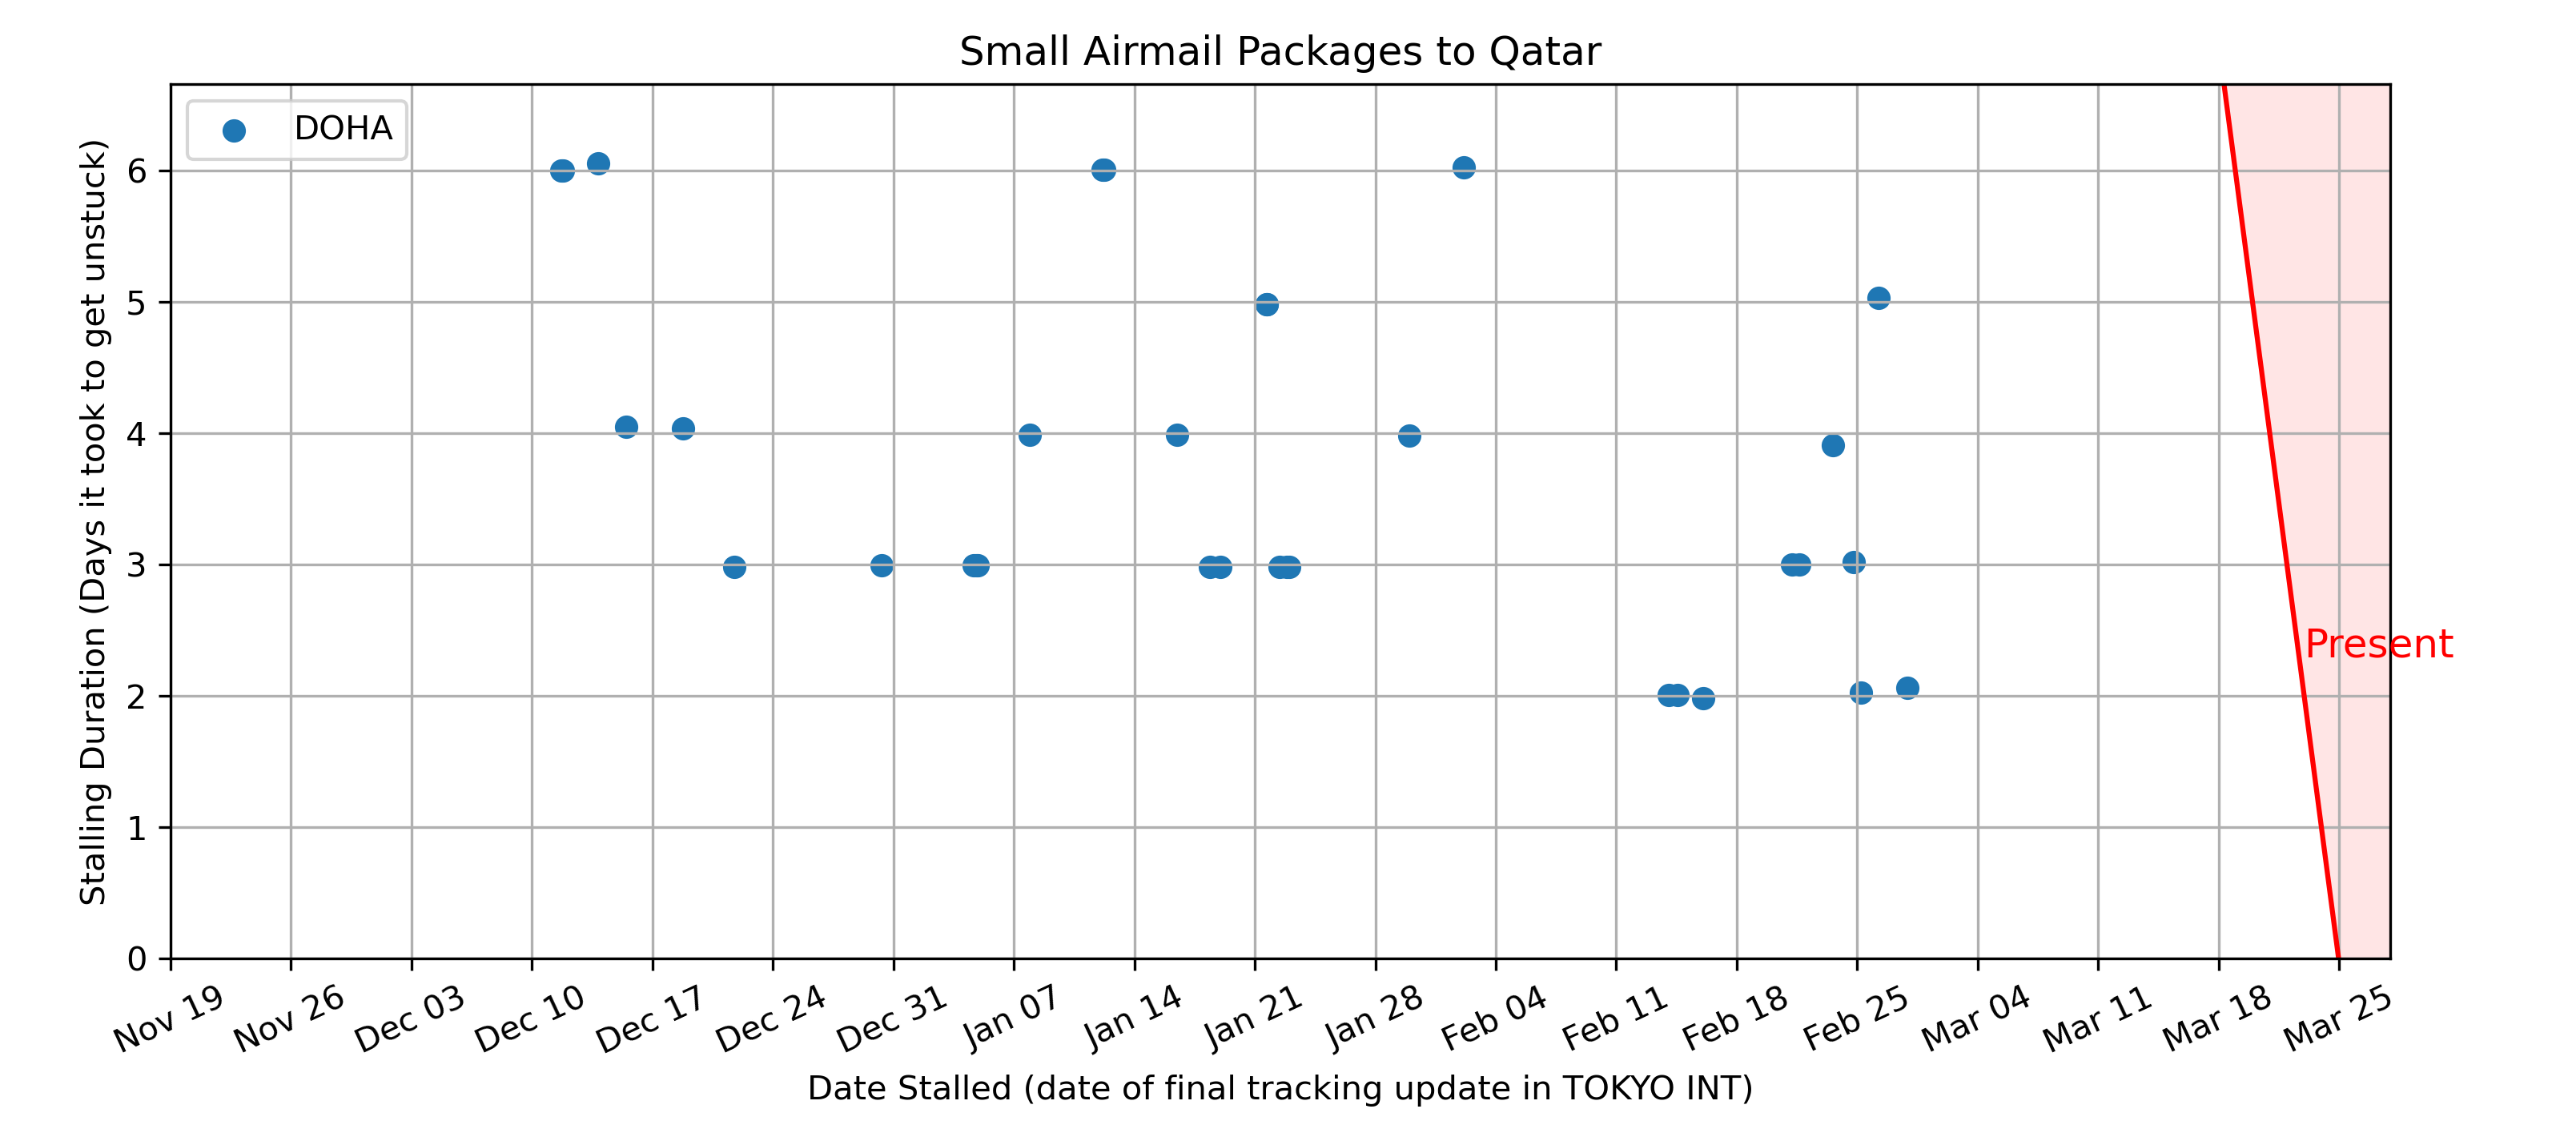 Small Airmail Packages to Qatar
DOHA
Stalling Duration (Days it took to get unstuck)
6
5
4
3
2
1
0
Present
Nov 19
Nov 26
Dec 03
Dec 10
Dec 17
Dec 24
Dec 31
Jan 07
Jan 14
Jan 21
Jan 28
Feb 04
Feb 11
Feb 18
Feb 25
Mar 04
Mar 11
Mar 18
Mar 25
Date Stalled (date of final tracking update in TOKYO INT)